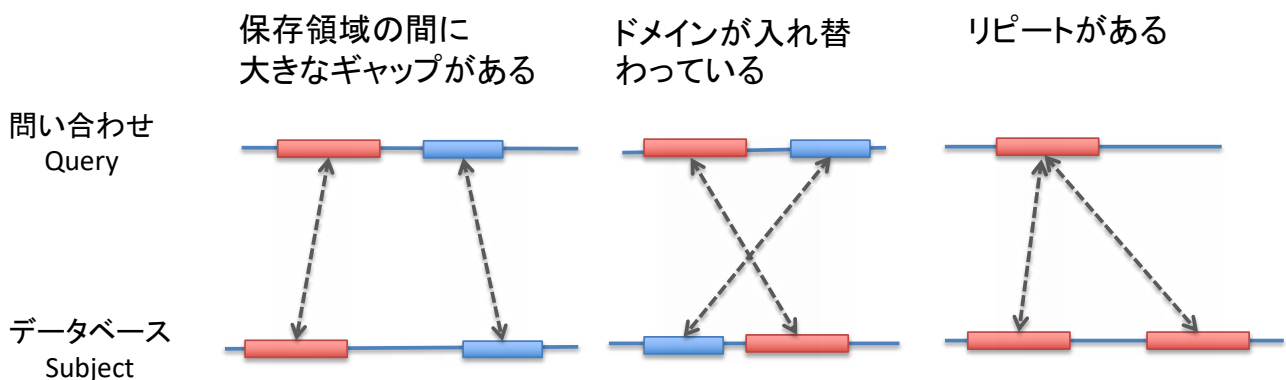 保存領域の間に
大きなギャップがある
ドメインが入れ替
わっている
リピートがある
問い合わせ
Query
データベース
Subject